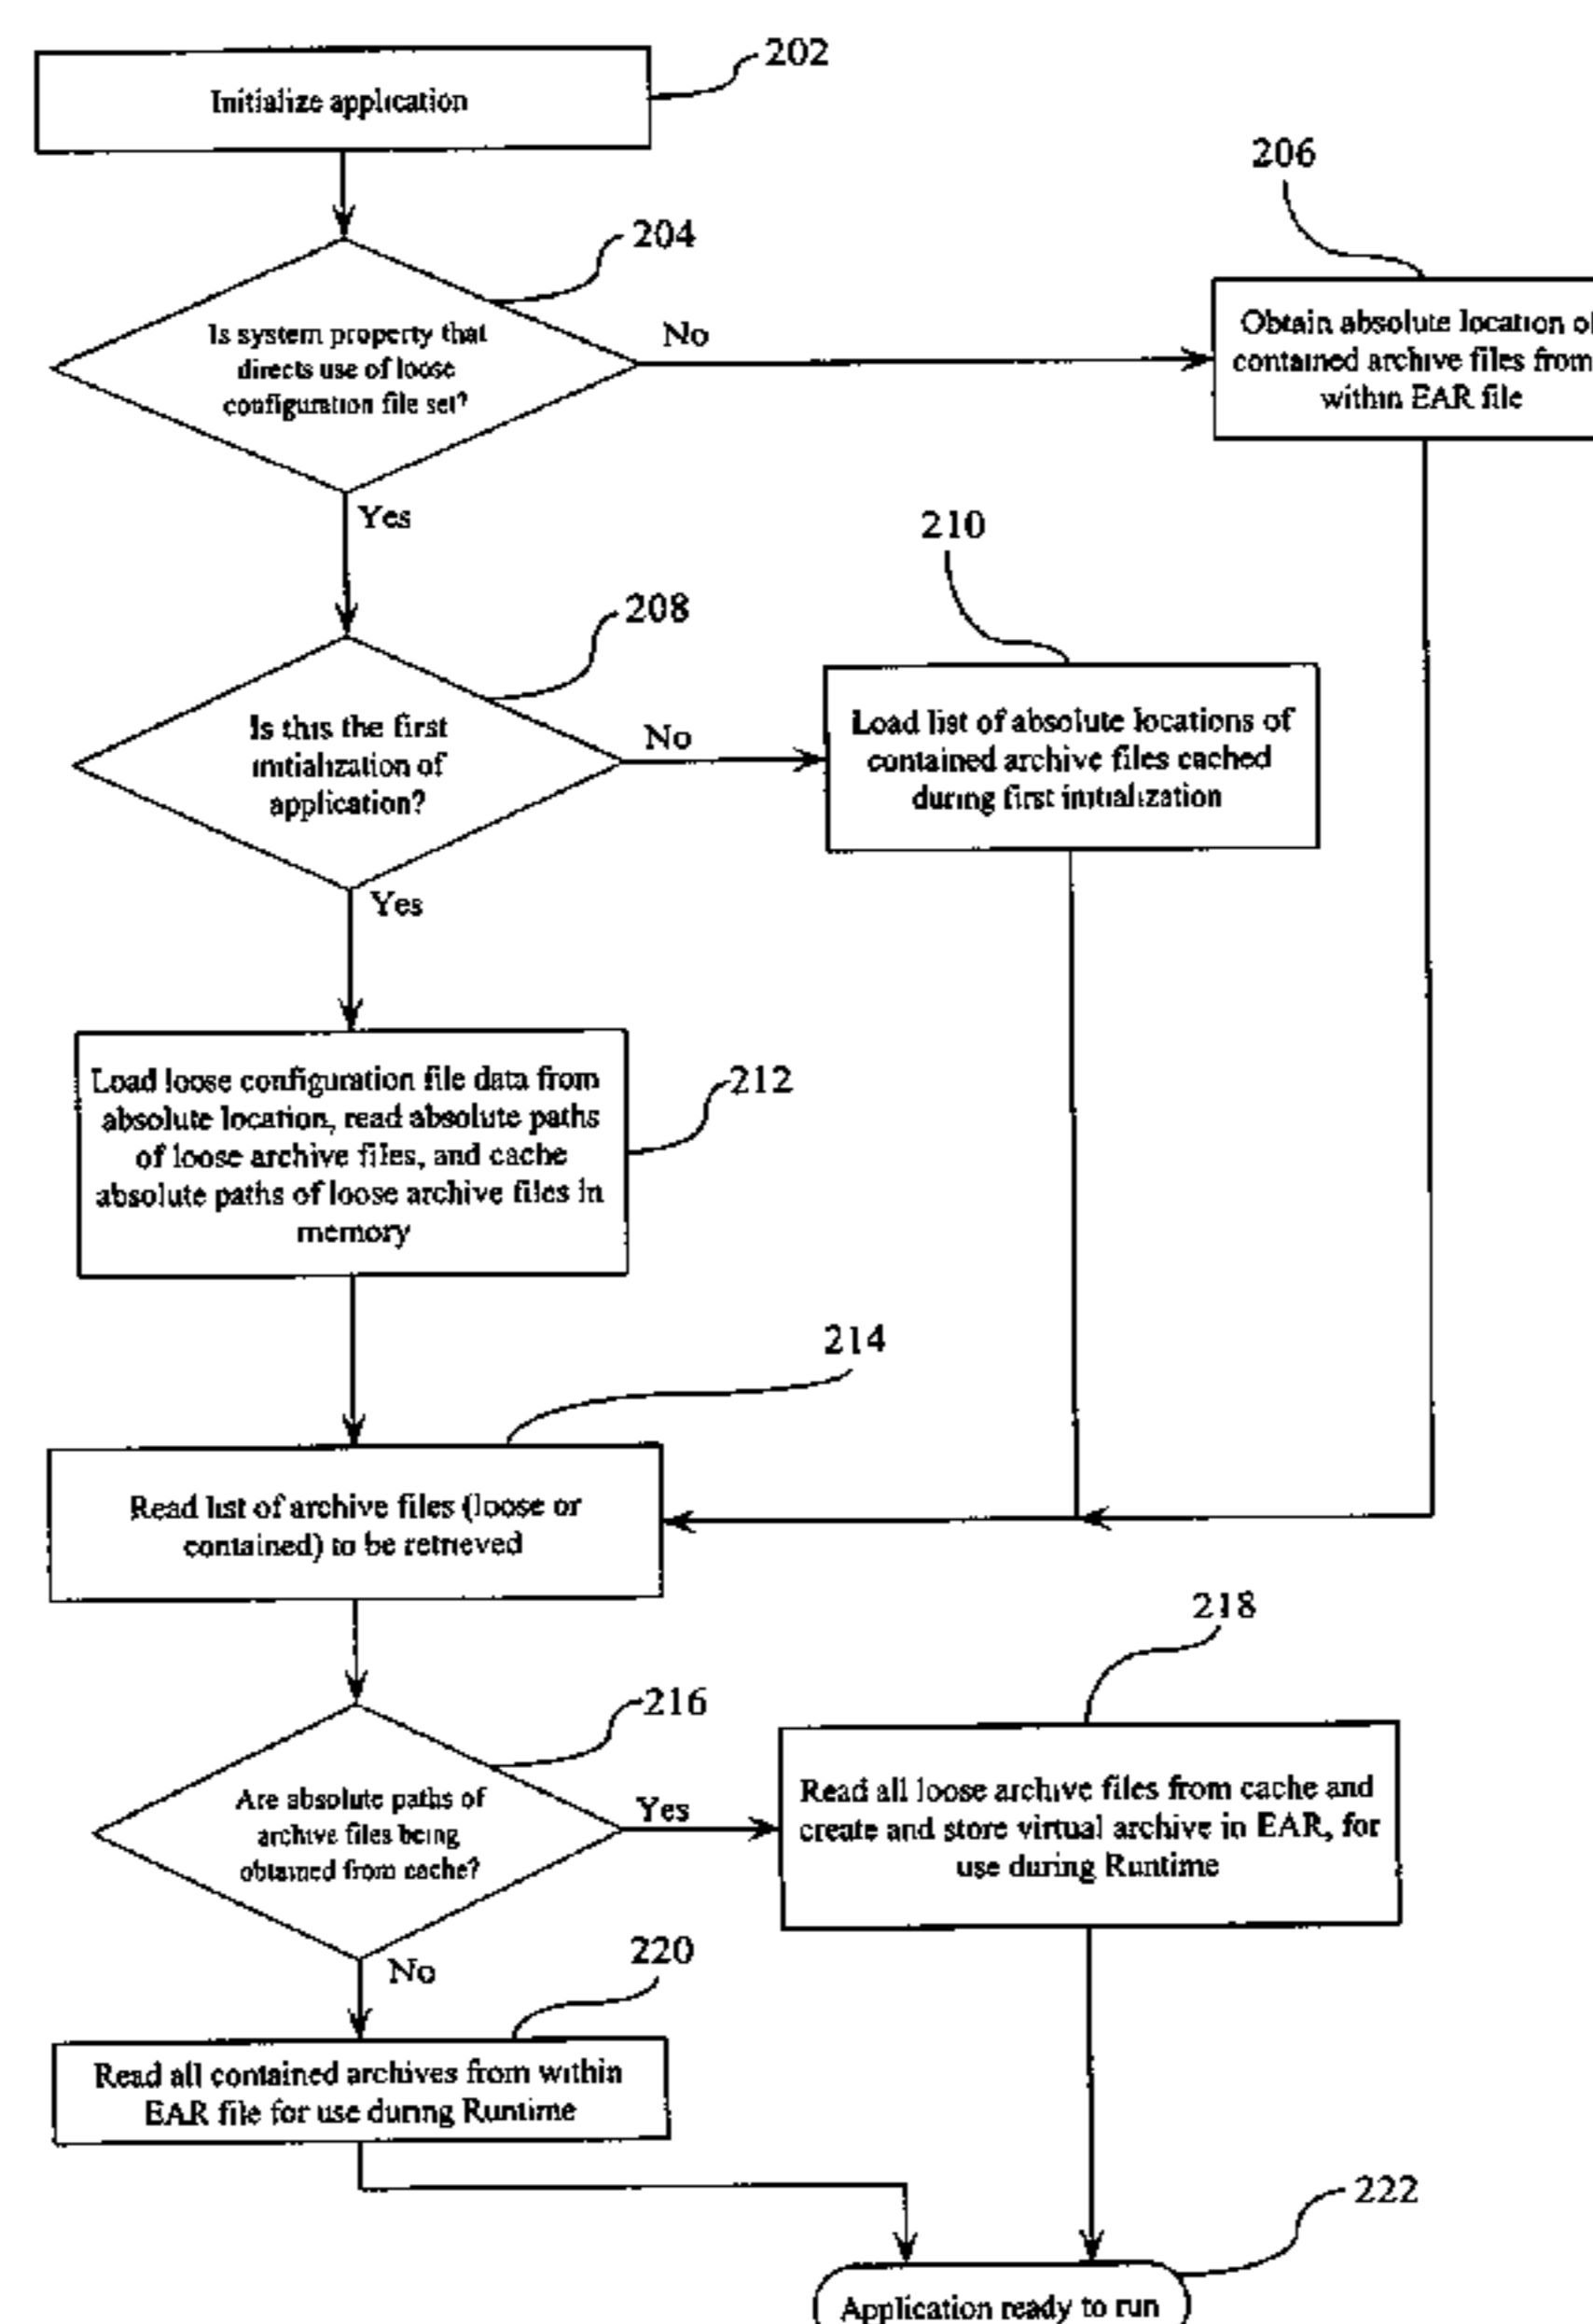 202
Initialize application
206
204
Is system property that
directs use of loose
configuration file set?
No
Obtain absolute location of
contained archive files from
within EAR file
Yes
210
208
Is this the first
initialization of
application?
No
Load list of absolute locations of
contained archive files cached
during first initialization
Yes
Load loose configuration file data from
absolute location, read absolute paths
of loose archive files, and cache
absolute paths of loose archive files in
memory
212
214
Read list of archive files (loose or
contained) to be retrieved
218
216
Are absolute paths of
archive files being
obtained from cache?
Yes
Read all loose archive files from cache and
create and store virtual archive in EAR, for
use during Runtime
No
220
Read all contained archives from within
EAR file for use during Runtime
222
Application ready to run